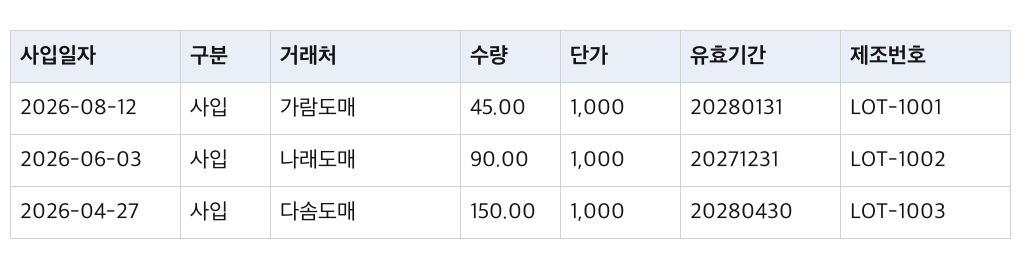 사입일자 구분 거래처 수량 단가 유효기간 제조번호
2026-08-12 사입 가람도매 45.00 1,000 20280131 LOT-1001
2026-06-03 사입 나래도매 90.00 1,000 20271231 LOT-1002
2026-04-27 사입 다솜도매 150.00 1,000 20280430 LOT-1003